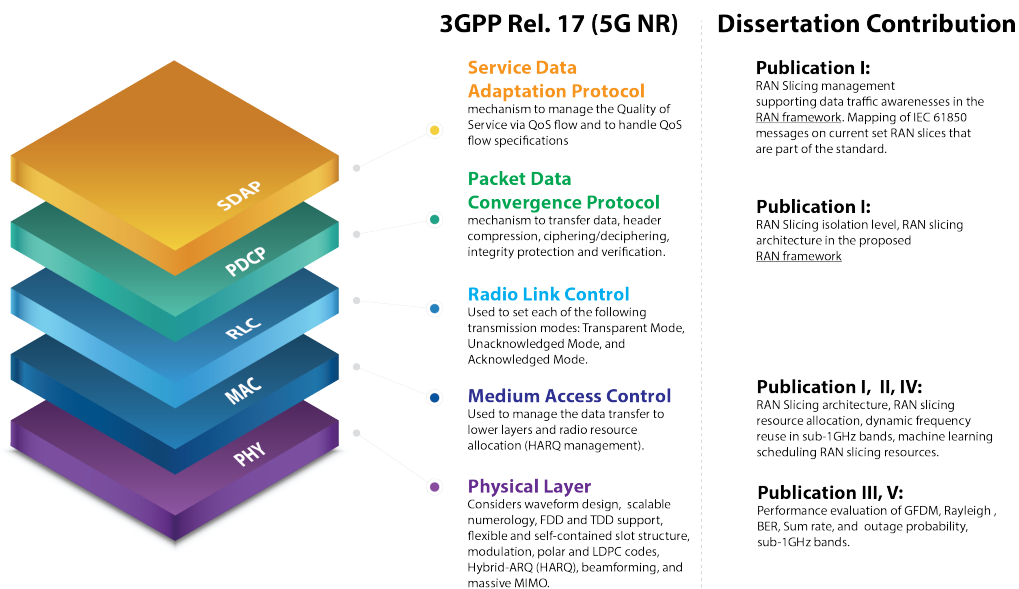 3GPP Rel. 17 (5G NR)
Dissertation Contribution
SDAP
PDCP
RLC
MAC
PHY
Service Data
Adaptation Protocol
mechanism to manage the Quality of
Service via QoS flow and to handle QoS
flow specifications
Publication I:
RAN Slicing management
supporting data traffic awarenesses in the
RAN framework. Mapping of IEC 61850
messages on current set RAN slices that
are part of the standard.
Packet Data
Convergence Protocol
mechanism to transfer data, header
compression, ciphering/deciphering,
integrity protection and verification.
Publication I:
RAN Slicing isolation level, RAN slicing
architecture in the proposed
RAN framework
Radio Link Control
Used to set each of the following
transmission modes: Transparent Mode,
Unacknowledged Mode, and
Acknowledged Mode.
Medium Access Control
Used to manage the data transfer to
lower layers and radio resource
allocation (HARQ management).
Publication I,  II, IV:
RAN Slicing architecture, RAN slicing
resource allocation, dynamic frequency
reuse in sub-1GHz bands, machine learning
scheduling RAN slicing resources.
Physical Layer
Considers waveform design,  scalable
numerology, FDD and TDD support,
flexible and self-contained slot structure,
modulation, polar and LDPC codes,
Hybrid-ARQ (HARQ), beamforming, and
massive MIMO.
Publication III, V:
Performance evaluation of GFDM, Rayleigh ,
BER, Sum rate, and  outage probability,
sub-1GHz bands.